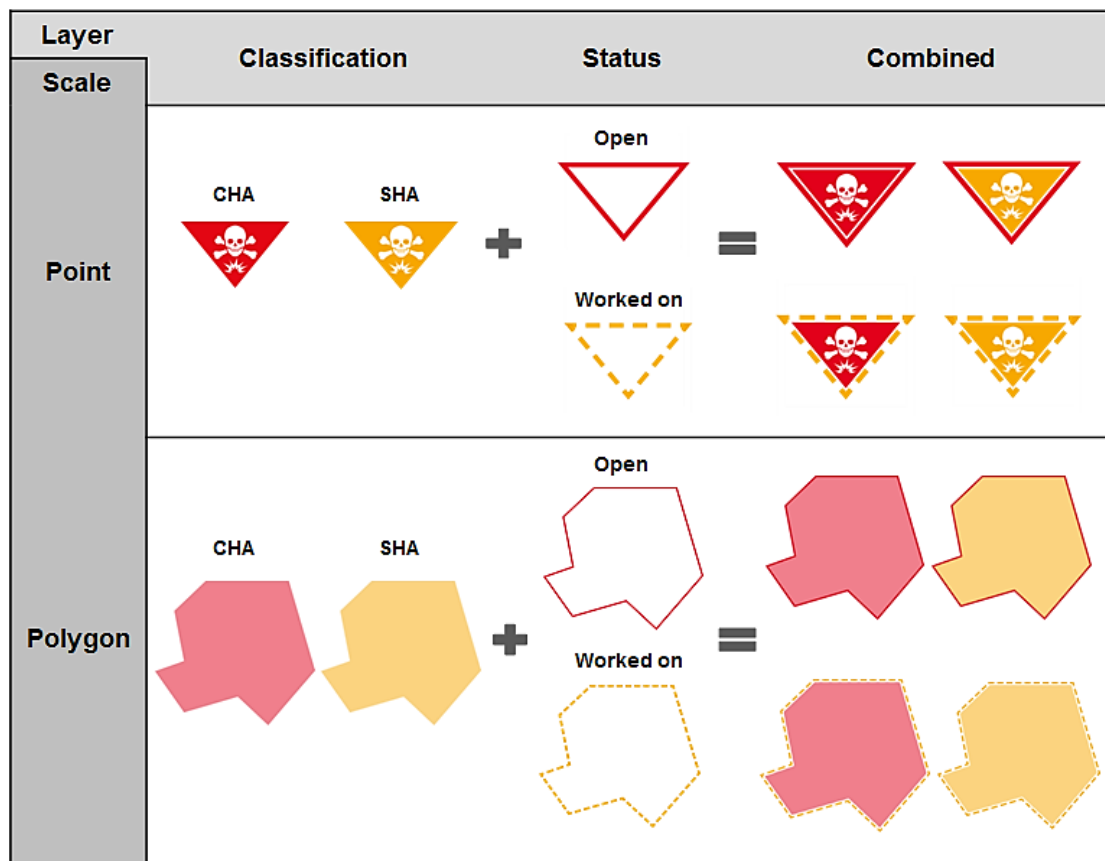 Layer
Classification
Status
Combined
Scale
Point
CHA
SHA
Open
Worked on
Polygon
CHA
SHA
Open
Worked on